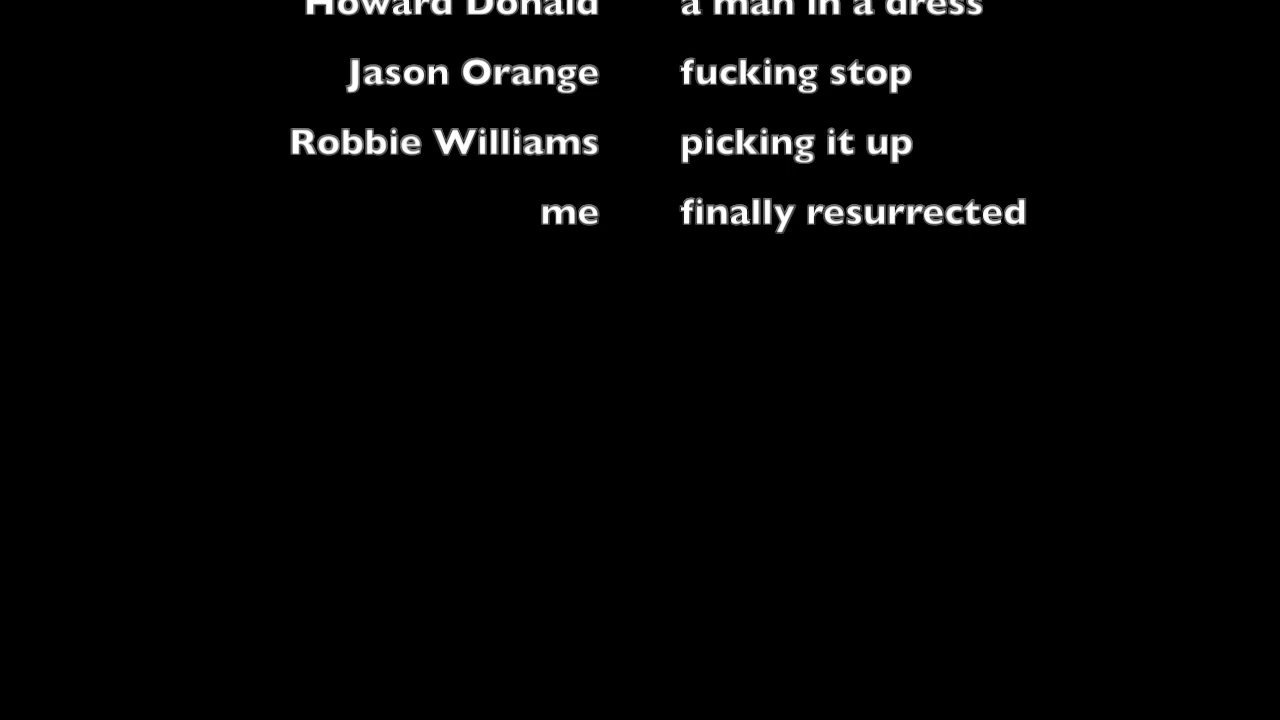 Howard Donald a man in a dress
Jason Orange fucking stop
Robbie Williams picking it up
me finally resurrected